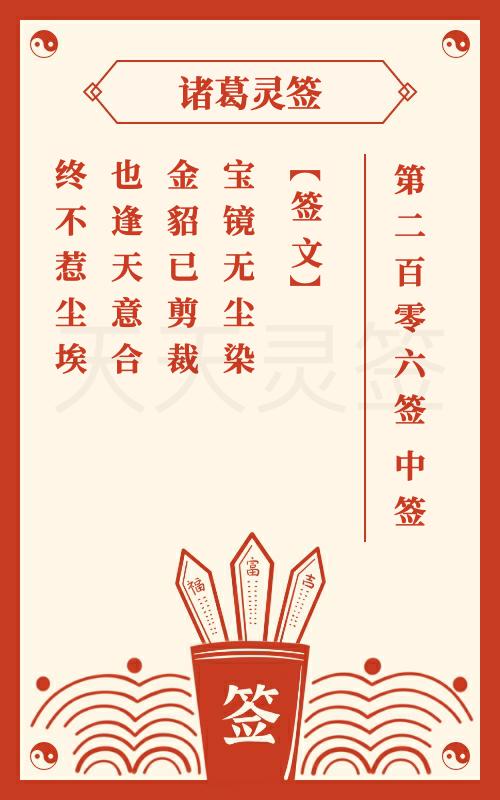 诸葛灵签
第二百零六签 中签
【签文】
宝镜无尘染
金貂已剪裁
也逢天意合
终不惹尘埃
天天灵签
福
富
吉
签